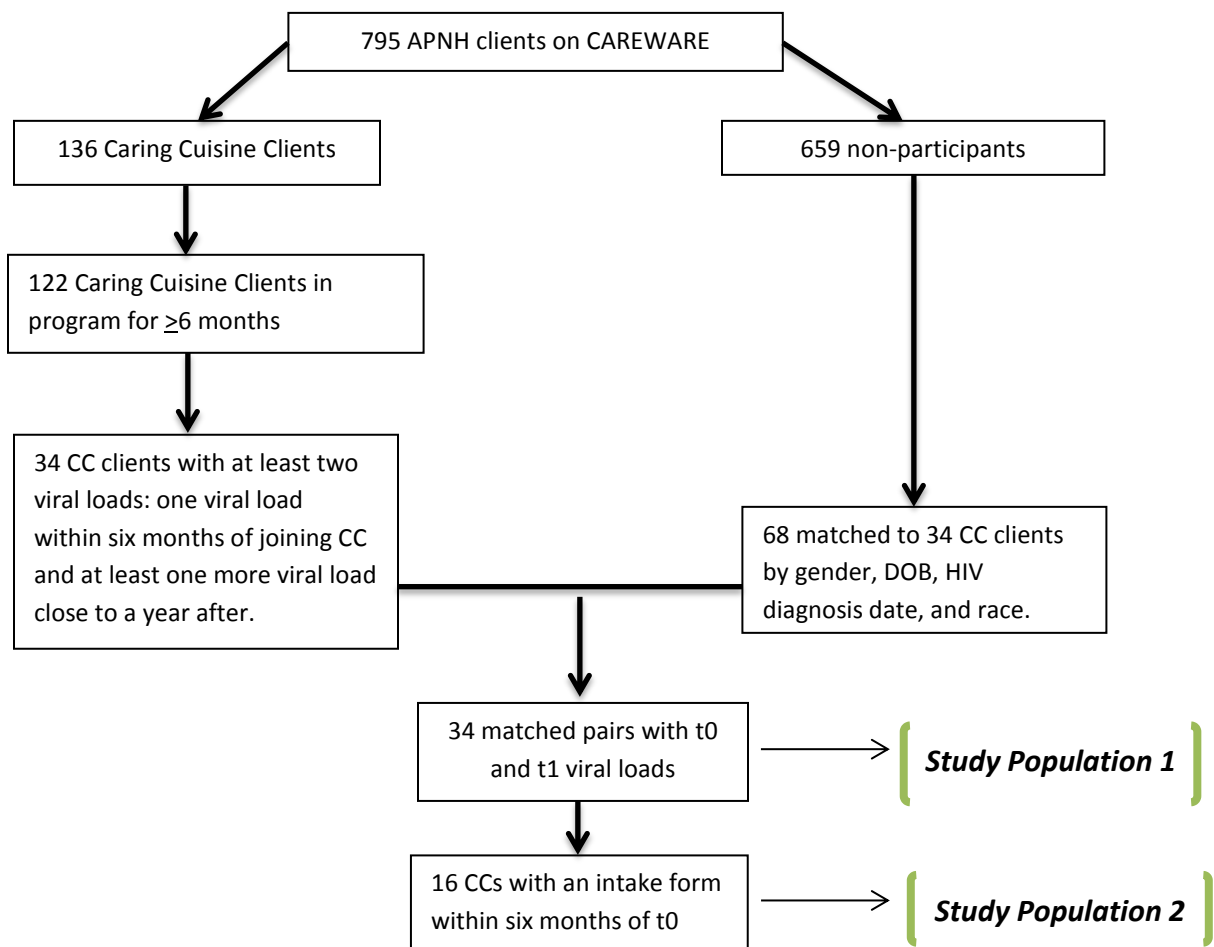 795 APNH clients on CAREWARE
136 Caring Cuisine Clients
659 non-participants
122 Caring Cuisine Clients in
program for ≥6 months
34 CC clients with at least two
viral loads: one viral load
within six months of joining CC
and at least one more viral load
close to a year after.
68 matched to 34 CC clients
by gender, DOB, HIV
diagnosis date, and race.
34 matched pairs with t0
and t1 viral loads
Study Population 1
16 CCs with an intake form
within six months of t0
Study Population 2